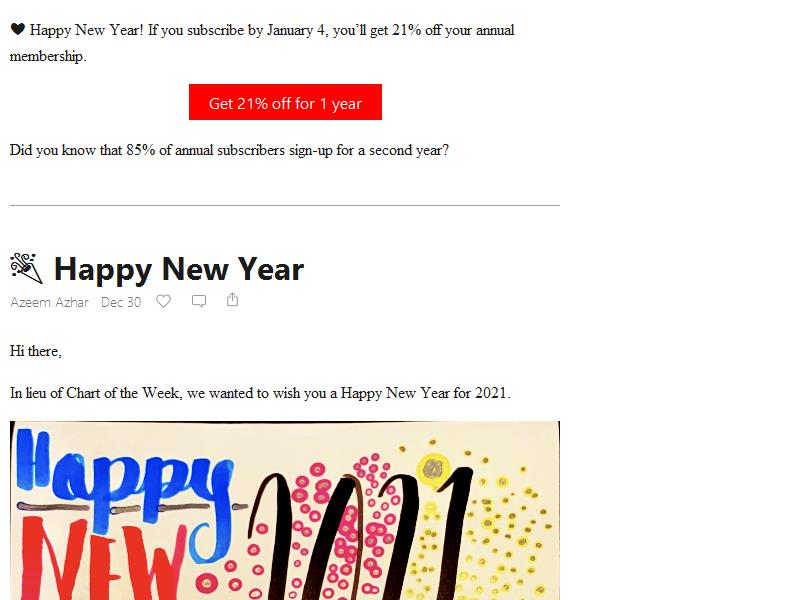 🖤 Happy New Year! If you subscribe by January 4, you’ll get 21% off your annual
membership.
Get 21% off for 1 year
Did you know that 85% of annual subscribers sign-up for a second year?
🎉 Happy New Year
Azeem Azhar Dec 30
Hi there,
In lieu of Chart of the Week, we wanted to wish you a Happy New Year for 2021.
Happy
2021
NEW